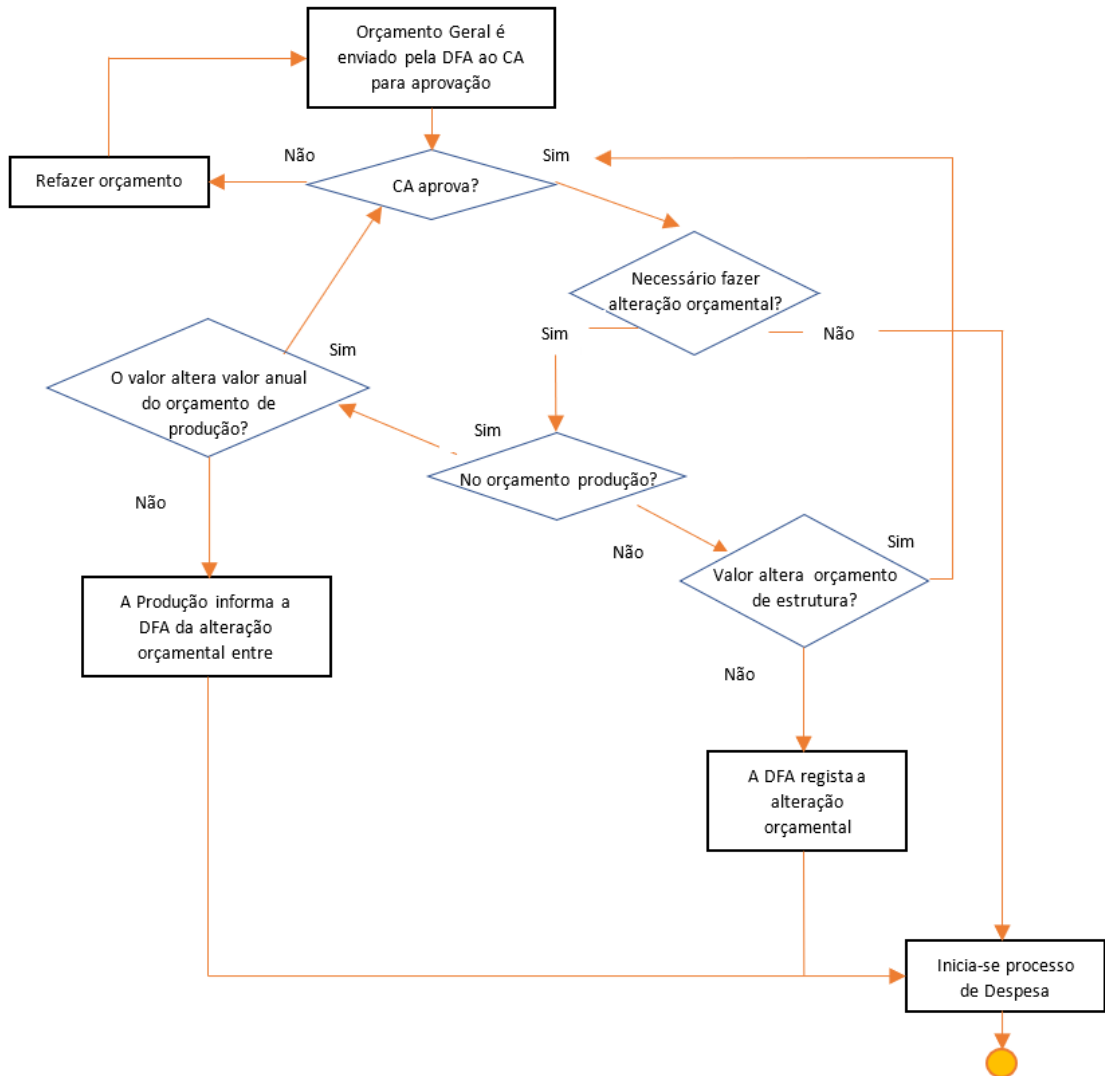 Orçamento Geral é
enviado pela DFA ao CA
para aprovação
Não
Sim
Refazer orçamento
CA aprova?
Necessário fazer
alteração orçamental?
Sim
Não
Sim
O valor altera valor anual
do orçamento de
produção?
Sim
No orçamento produção?
Não
Não
Sim
Valor altera orçamento
de estrutura?
A Produção informa a
DFA da alteração
orçamental entre
Não
A DFA regista a
alteração
orçamental
Inicia-se processo
de Despesa